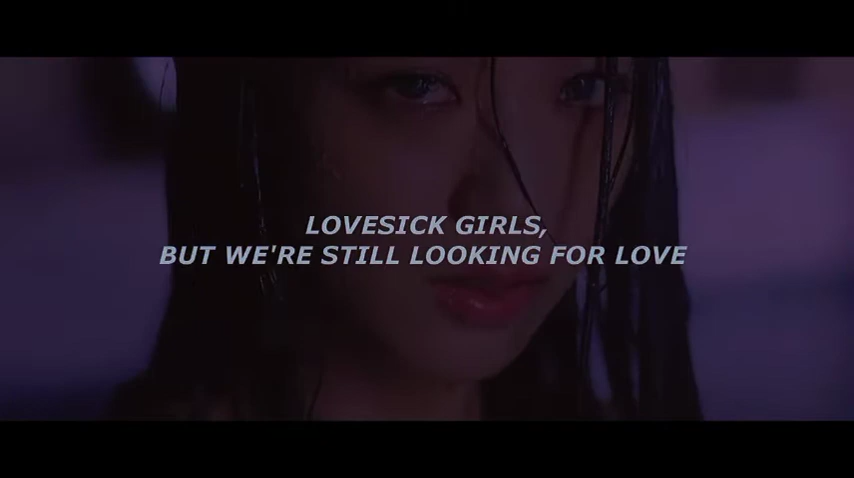 LOVESICK GIRLS,
BUT WE'RE STILL LOOKING FOR LOVE